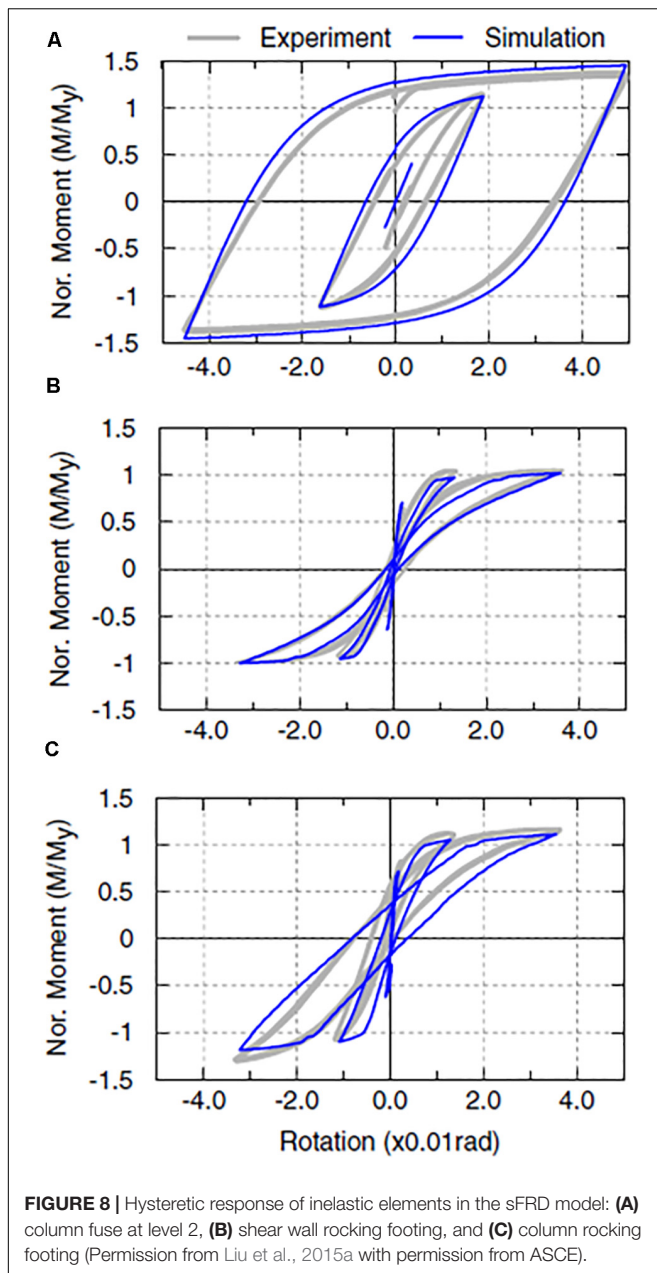 A
Experiment Simulation
1.5
1
0.5
0
-0.5
-1
-1.5
Nor. Moment (M/My)
-4.0 -2.0 0.0 2.0 4.0
B
1.5
1
0.5
0
-0.5
-1
-1.5
Nor. Moment (M/My)
-4.0 -2.0 0.0 2.0 4.0
C
1.5
1
0.5
0
-0.5
-1
-1.5
Nor. Moment (M/My)
-4.0 -2.0 0.0 2.0 4.0
Rotation (x0.01rad)
FIGURE 8 | Hysteretic response of inelastic elements in the sFRD model: (A)
column fuse at level 2, (B) shear wall rocking footing, and (C) column rocking
footing (Permission from Liu et al., 2015a with permission from ASCE).